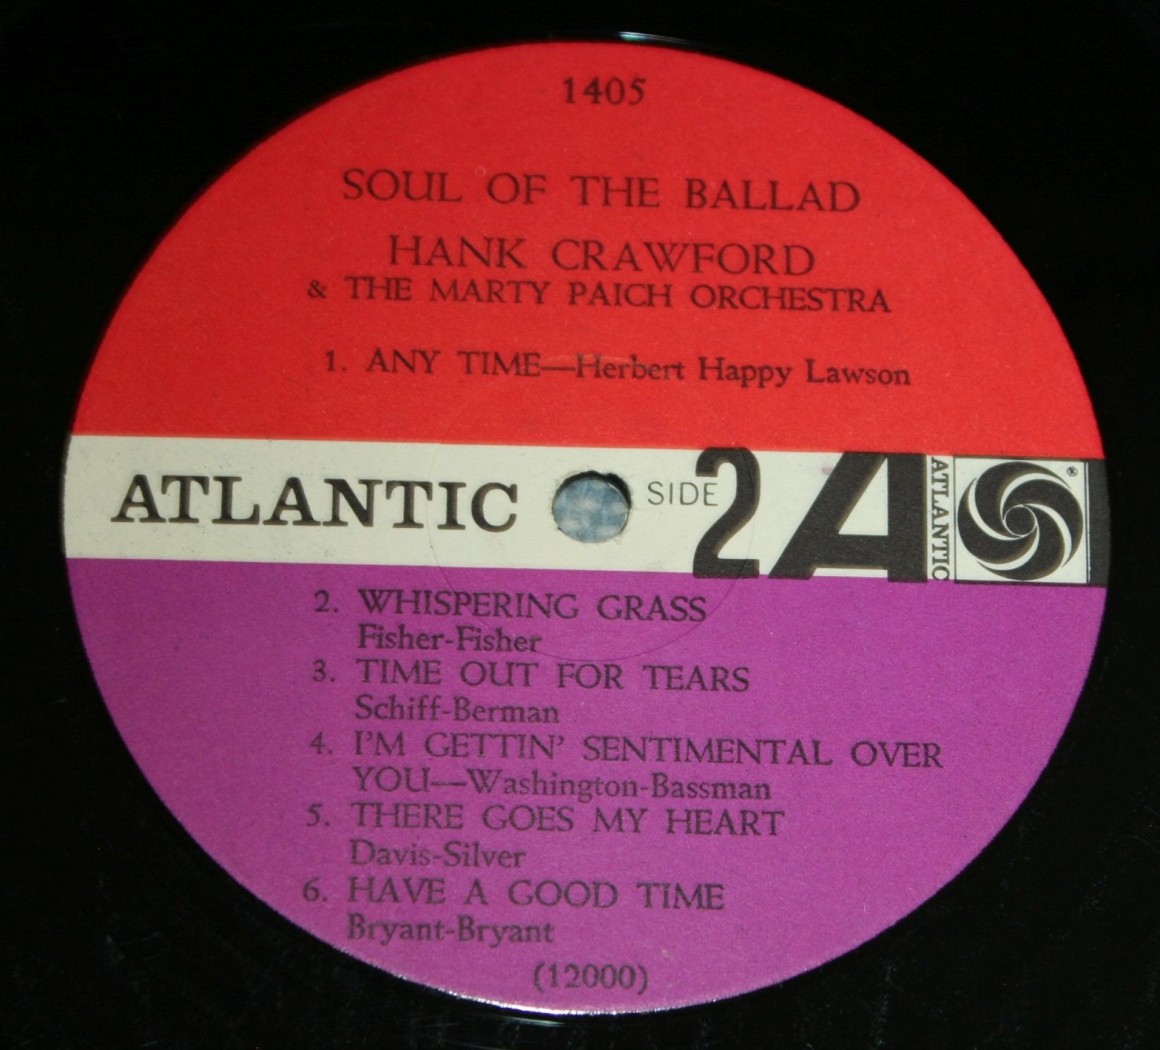 1405
SOUL OF THE BALLAD
HANK CRAWFORD
& THE MARTY PAICH ORCHESTRA
1. ANY TIME—Herbert Happy Lawson
ATLANTIC SIDE 2 A ATLANTIC ®
2. WHISPERING GRASS
Fisher-Fisher
3. TIME OUT FOR TEARS
Schiff-Berman
4. I'M GETTIN' SENTIMENTAL OVER
YOU—Washington-Bassman
5. THERE GOES MY HEART
Davis-Silver
6. HAVE A GOOD TIME
Bryant-Bryant
(12000)